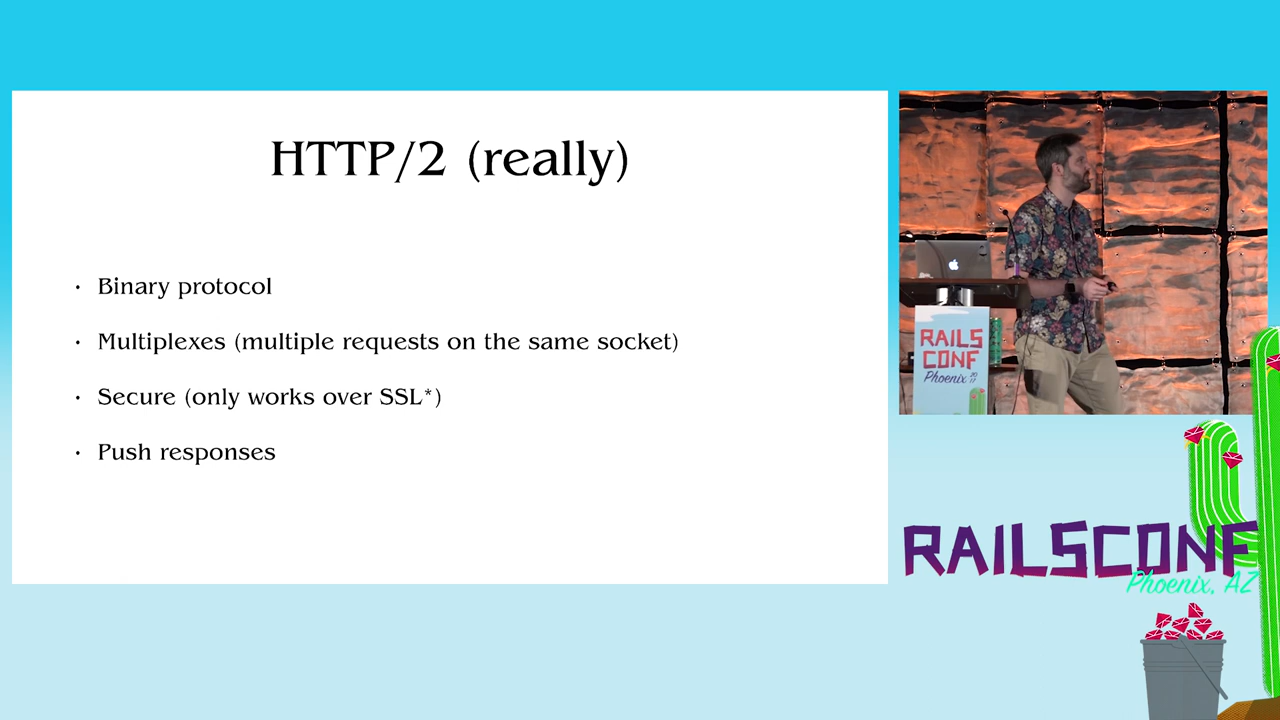 HTTP/2 (really)
• Binary protocol
• Multiplexes (multiple requests on the same socket)
• Secure (only works over SSL*)
• Push responses
RAILS
CONF
Phoenix 2017
RAILSCONF
Phoenix, AZ